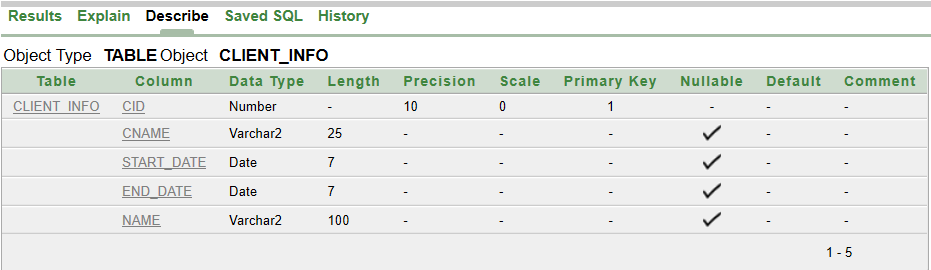 Results Explain Describe Saved SQL History
Object Type TABLE Object CLIENT_INFO
Table Column Data Type Length Precision Scale Primary Key Nullable Default Comment
CLIENT_INFO CID Number - 10 0 1 - - -
CNAME Varchar2 25 - - - ✓ - -
START_DATE Date 7 - - - ✓ - -
END_DATE Date 7 - - - ✓ - -
NAME Varchar2 100 - - - ✓ - -
1 - 5